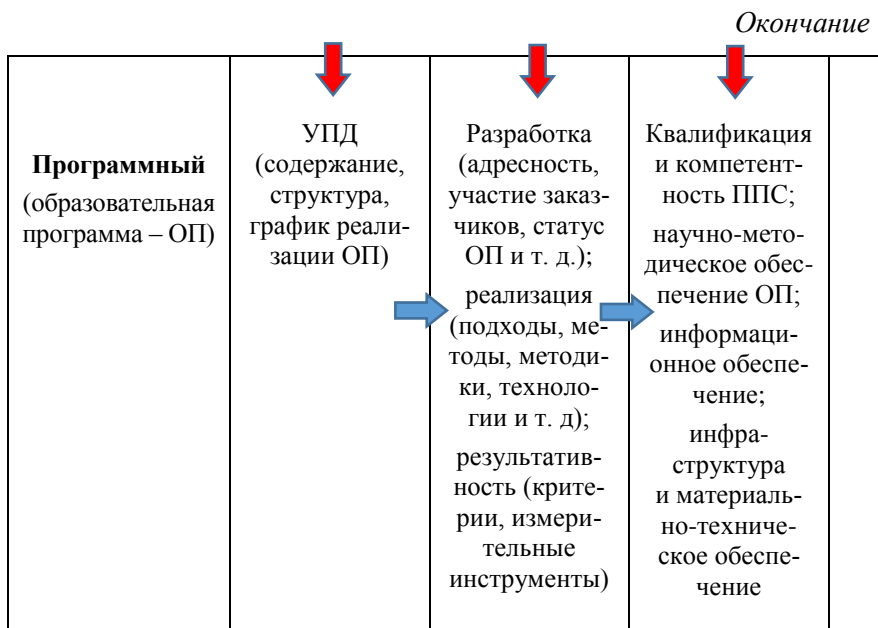 Окончание
Программный
(образовательная
программа – ОП)
УПД
(содержание,
структура,
график реали-
зации ОП)
Разработка
(адресность,
участие заказ-
чиков, статус
ОП и т. д.);
реализация
(подходы, ме-
тоды, методи-
ки, техноло-
гии и т. д);
результатив-
ность (крите-
рии, измери-
тельные
инструменты)
Квалификация
и компетент-
ность ППС;
научно-мето-
дическое обес-
печение ОП;
информаци-
онное обеспе-
чение;
инфра-
структура
и материаль-
но-техниче-
ское обеспе-
чение